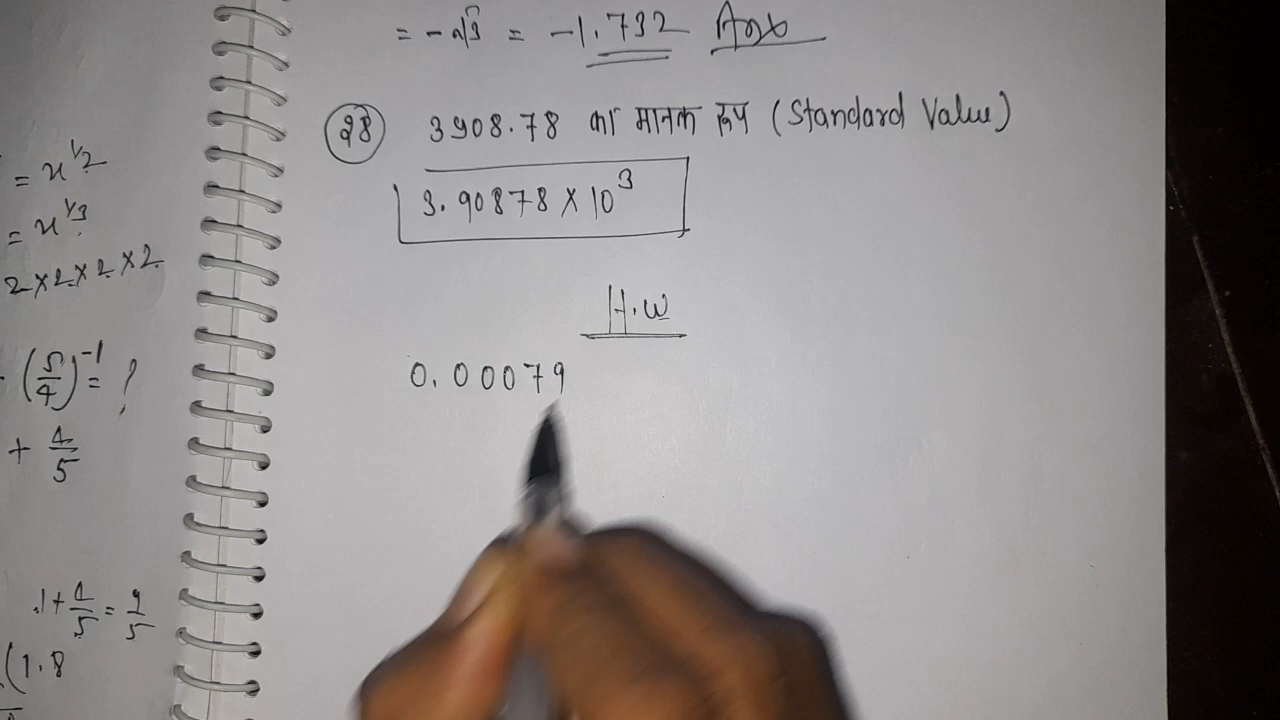 = -√3 = -1.732 Ans
28 3908.78 का मानक रूप (Standard Value)
3.90878 × 10³
H.W
0.00079
= x^1/2
= x^1/3
2×2×2×2
(5/4)^-1 = ?
+ 4/5
1+4/5 = 9/5
(1.8